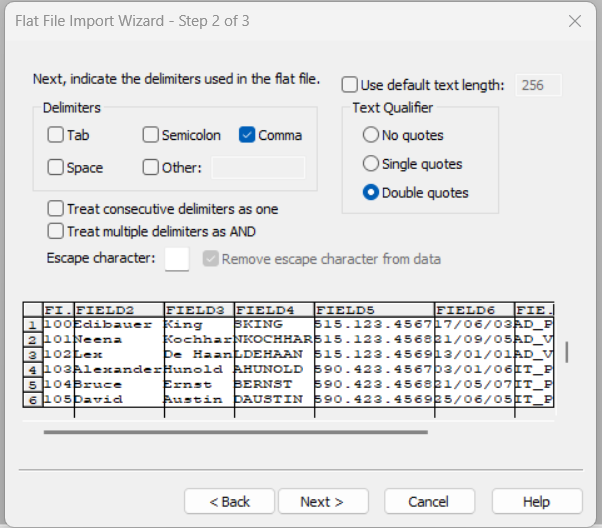 Flat File Import Wizard - Step 2 of 3
Next, indicate the delimiters used in the flat file.
Use default text length: 256
Delimiters
Tab Semicolon Comma
Space Other:
Text Qualifier
No quotes
Single quotes
Double quotes
Treat consecutive delimiters as one
Treat multiple delimiters as AND
Escape character: Remove escape character from data
FI. FIELD2 FIELD3 FIELD4 FIELD5 FIELD6 FIE.
1 100 Edibauer King SKING 515.123.4567 17/06/03 AD_P
2 101 Neena Kochhar NKOCHHAR 515.123.4568 21/09/05 AD_V
3 102 Lex De Haan LDEHAAN 515.123.4569 13/01/01 AD_V
4 103 Alexander Hunold AHUNOLD 590.423.4567 03/01/06 IT_P
5 104 Bruce Ernst BERNST 590.423.4568 21/05/07 IT_P
6 105 David Austin DAUSTIN 590.423.4569 25/06/05 IT_P
< Back Next > Cancel Help